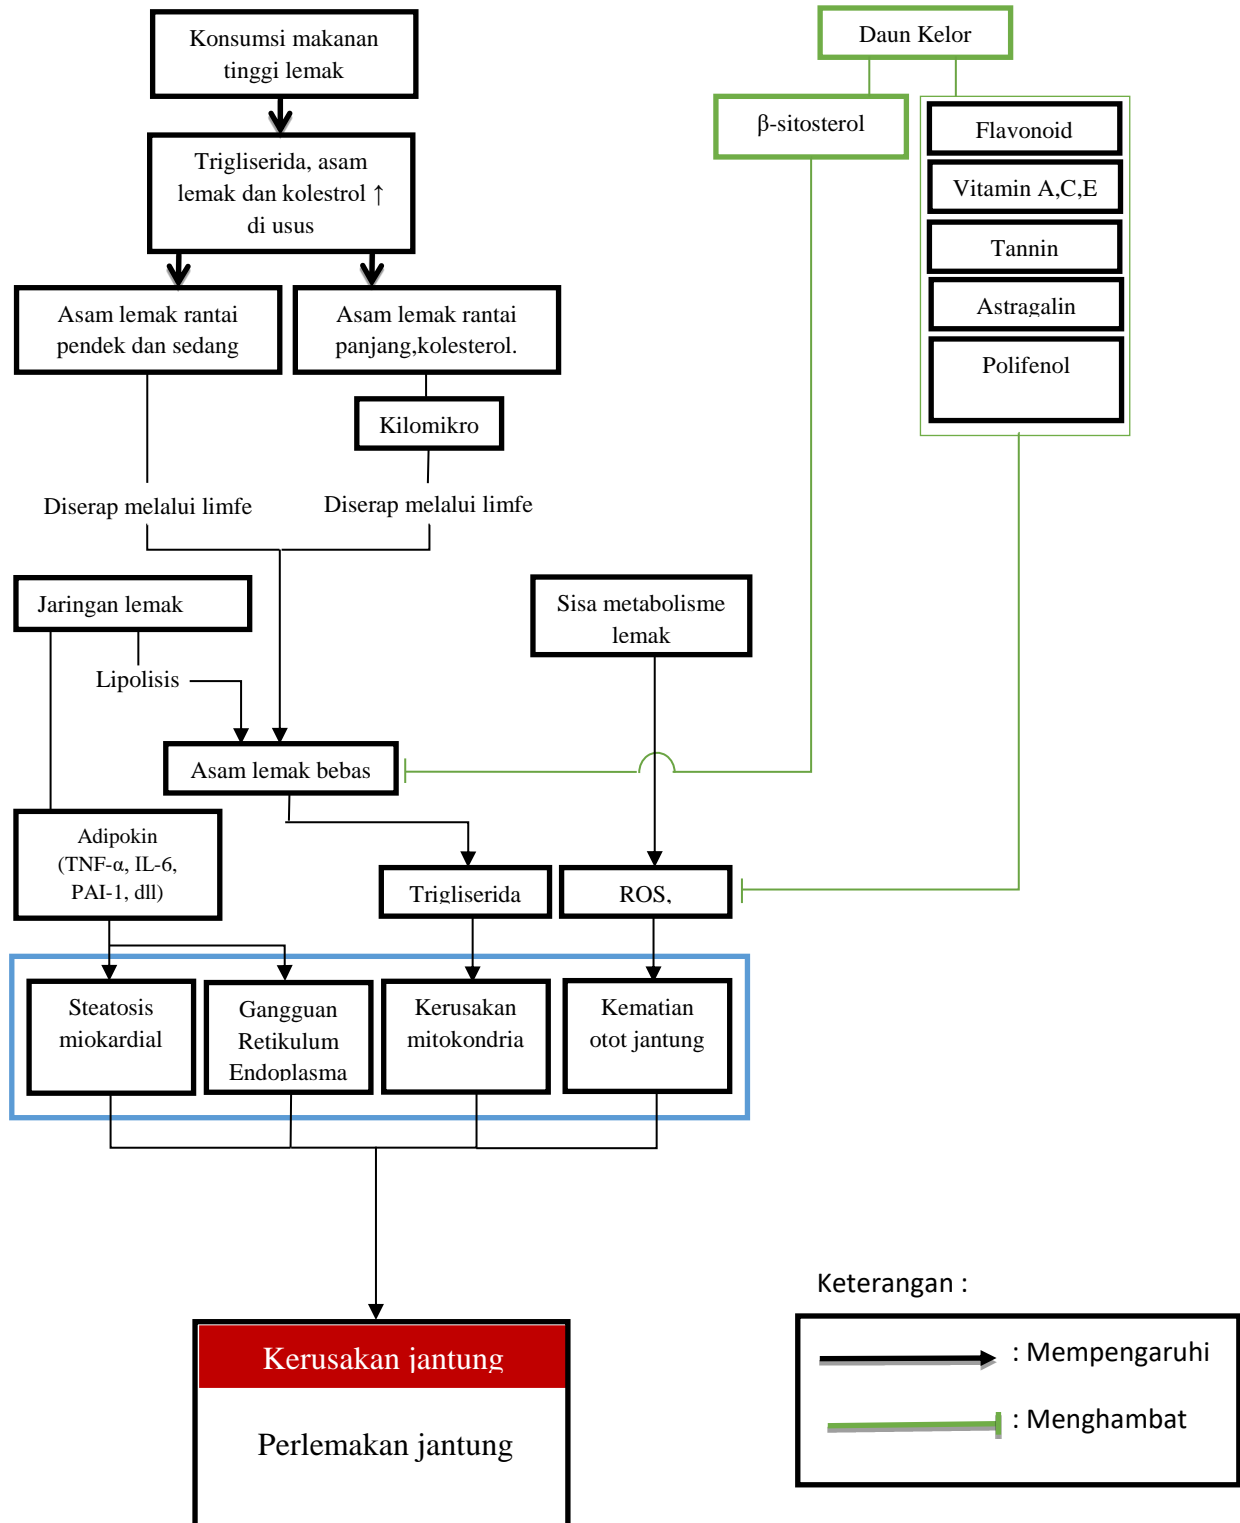 Konsumsi makanan
tinggi lemak
Daun Kelor
β-sitosterol
Flavonoid
Vitamin A,C,E
Tannin
Astragalin
Polifenol
Trigliserida, asam
lemak dan kolestrol ↑
di usus
Asam lemak rantai
pendek dan sedang
Asam lemak rantai
panjang,kolesterol.
Kilomikro
Diserap melalui limfe
Diserap melalui limfe
Jaringan lemak
Sisa metabolisme
lemak
Lipolisis
Asam lemak bebas
Adipokin
(TNF-α, IL-6,
PAI-1, dll)
Trigliserida
ROS,
Steatosis
miokardial
Gangguan
Retikulum
Endoplasma
Kerusakan
mitokondria
Kematian
otot jantung
Kerusakan jantung
Perlemakan jantung
Keterangan :
: Mempengaruhi
: Menghambat